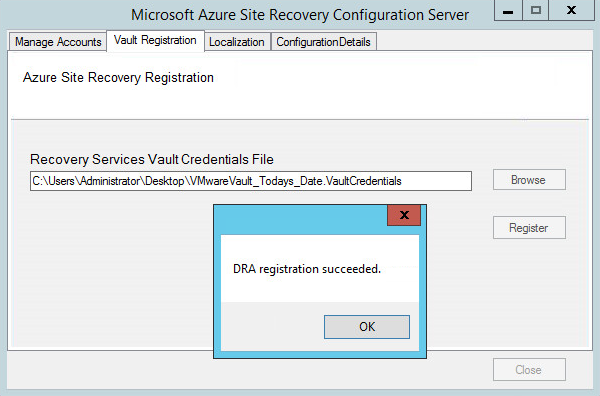 Microsoft Azure Site Recovery Configuration Server
Manage Accounts Vault Registration Localization ConfigurationDetails
Azure Site Recovery Registration
Recovery Services Vault Credentials File
C:\Users\Administrator\Desktop\VMwareVault_Todays_Date.VaultCredentials Browse
Register
DRA registration succeeded.
OK
Close